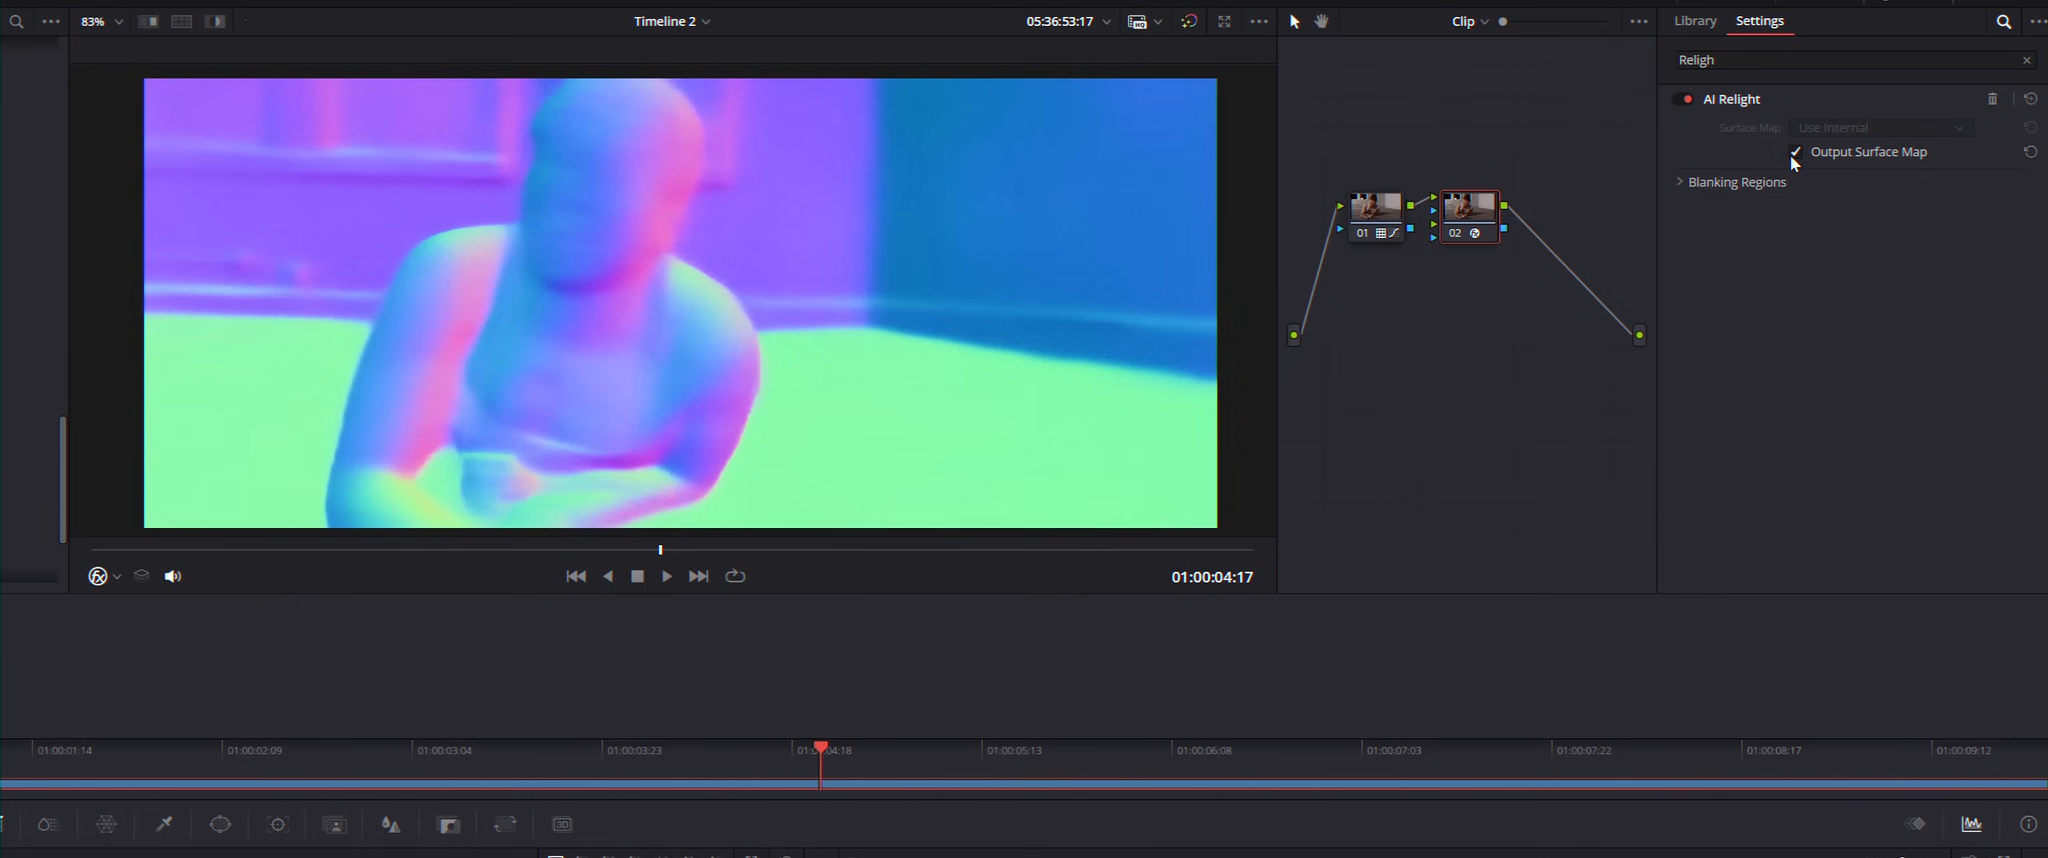 83%
Timeline 2
05:36:53:17
Clip
Library
Settings
Religh
AI Relight
Surface Map
Use Internal
Output Surface Map
Blanking Regions
01
02
01:00:04:17
01:00:01:14
01:00:02:09
01:00:03:04
01:00:03:23
04:18
01:00:05:13
01:00:06:08
01:00:07:03
01:00:07:22
01:00:08:17
01:00:09:12
3D